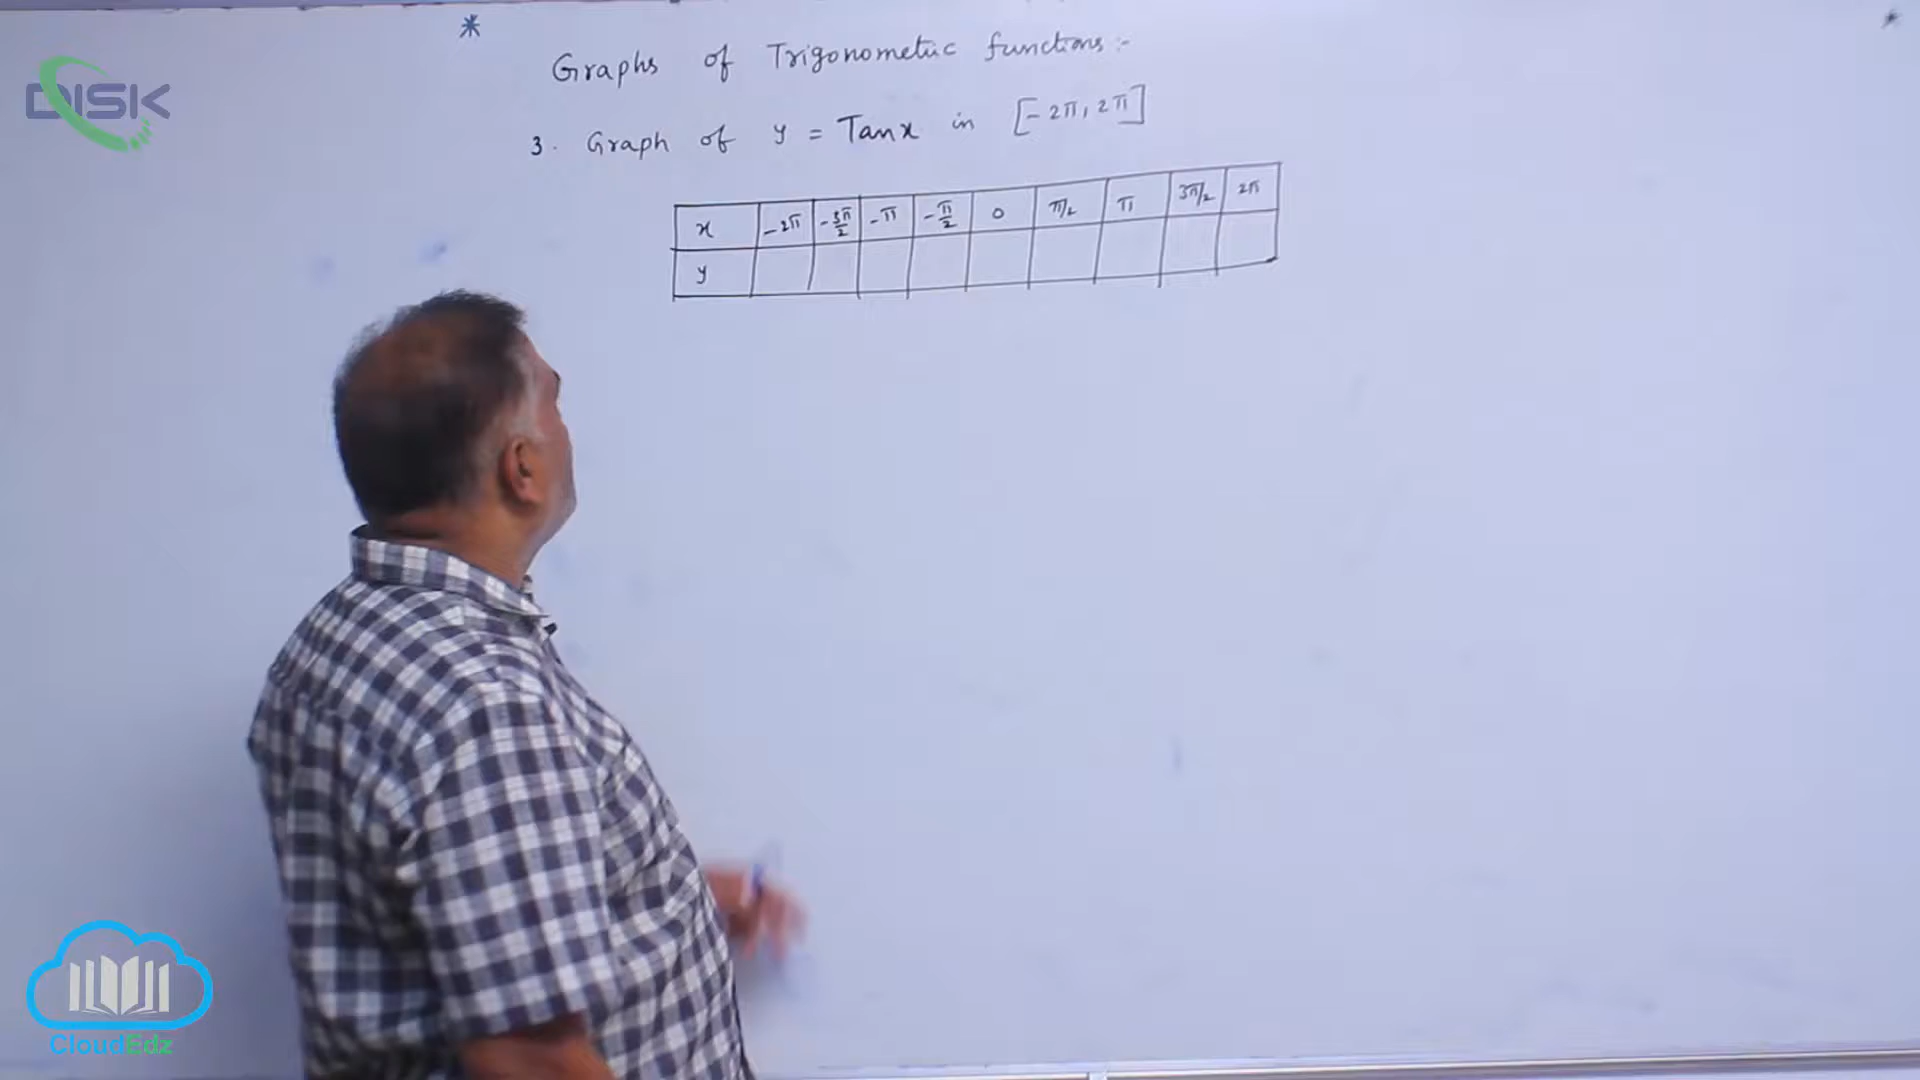 *
DISK
Graphs of Trigonometric functions :-
3. Graph of y = Tanx in [-2π, 2π]
x -2π -3π/2 -π -π/2 0 π/2 π 3π/2 2π
y
CloudEdz